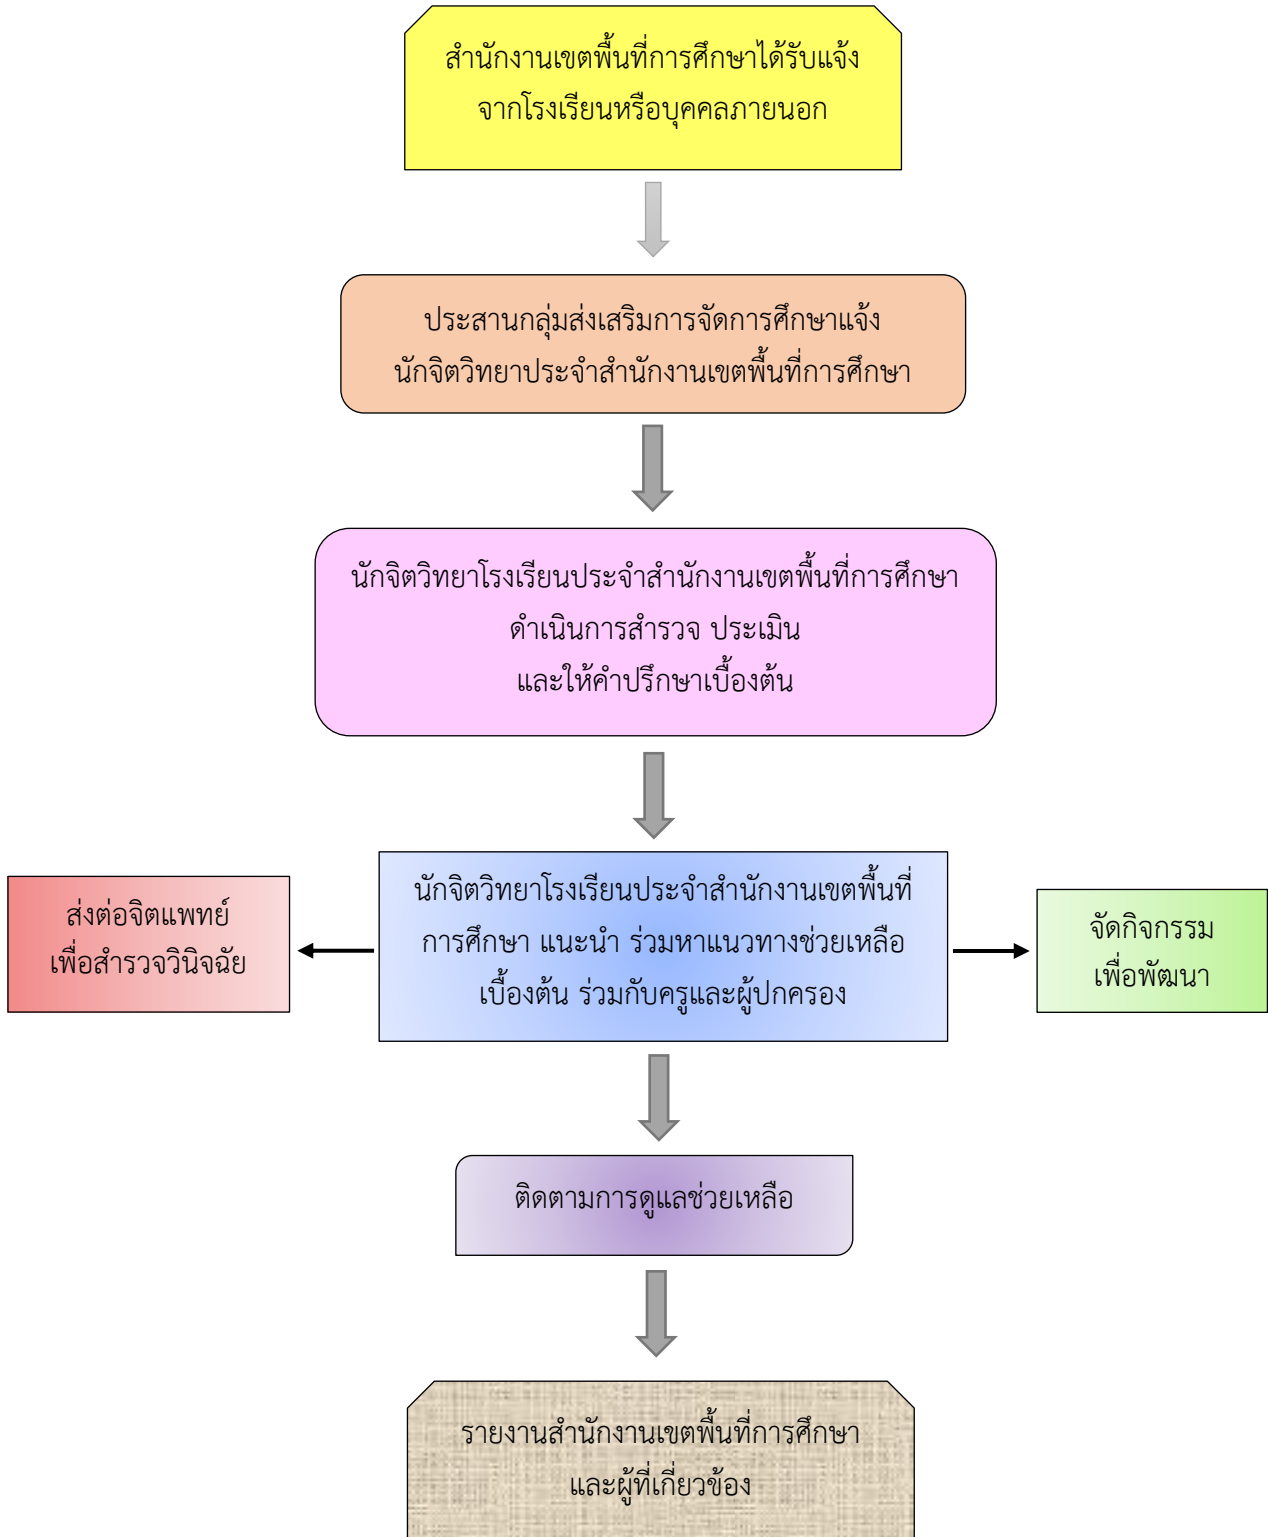 สำนักงานเขตพื้นที่การศึกษาได้รับแจ้ง
จากโรงเรียนหรือบุคคลภายนอก
ประสานกลุ่มส่งเสริมการจัดการศึกษาแจ้ง
นักจิตวิทยาประจำสำนักงานเขตพื้นที่การศึกษา
นักจิตวิทยาโรงเรียนประจำสำนักงานเขตพื้นที่การศึกษา
ดำเนินการสำรวจ ประเมิน
และให้คำปรึกษาเบื้องต้น
ส่งต่อจิตแพทย์
เพื่อสำรวจวินิจฉัย
นักจิตวิทยาโรงเรียนประจำสำนักงานเขตพื้นที่
การศึกษา แนะนำ ร่วมหาแนวทางช่วยเหลือ
เบื้องต้น ร่วมกับครูและผู้ปกครอง
จัดกิจกรรม
เพื่อพัฒนา
ติดตามการดูแลช่วยเหลือ
รายงานสำนักงานเขตพื้นที่การศึกษา
และผู้ที่เกี่ยวข้อง